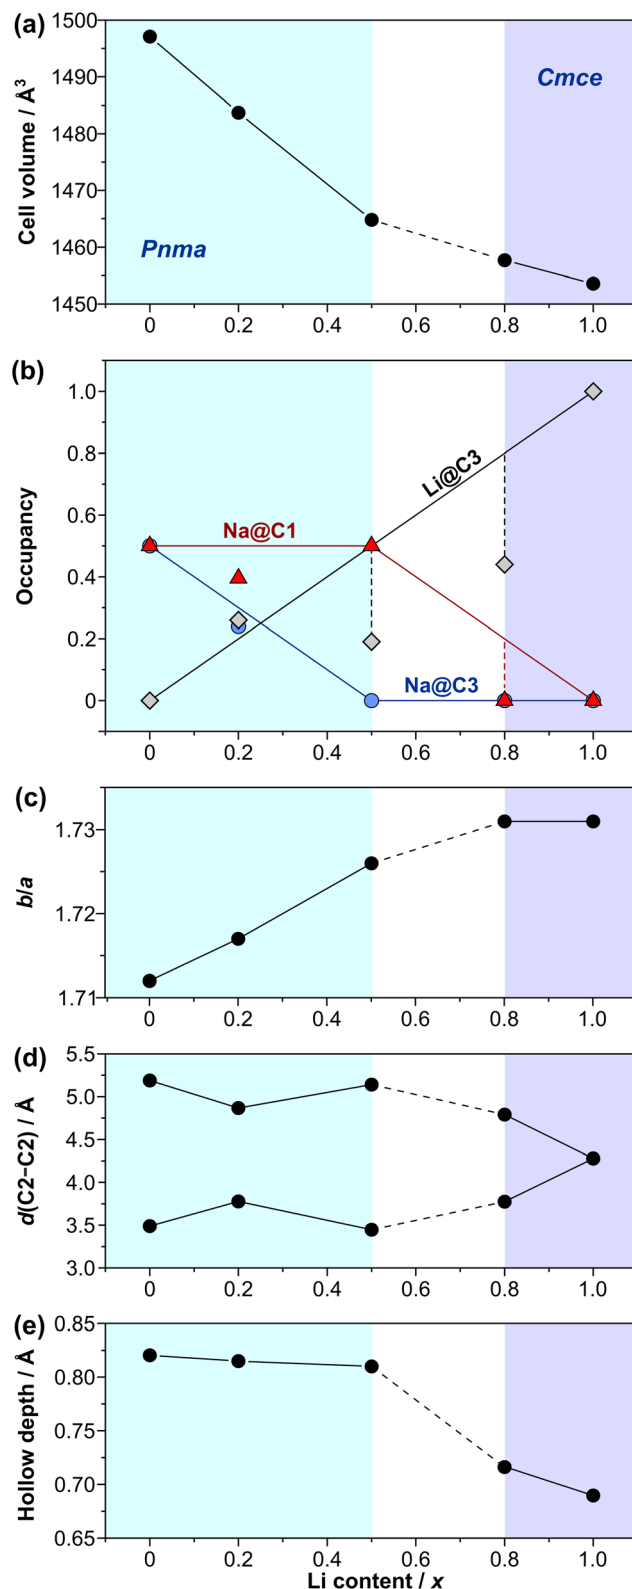 (a)
Cell volume / Å³
1500
1490
1480
1470
1460
1450
Cmce
Pnma
0 0.2 0.4 0.6 0.8 1.0
(b)
Occupancy
1.0
0.8
0.6
0.4
0.2
0
Li@C3
Na@C1
Na@C3
0 0.2 0.4 0.6 0.8 1.0
(c)
b/a
1.73
1.72
1.71
0 0.2 0.4 0.6 0.8 1.0
(d)
d(C2−C2) / Å
5.5
5.0
4.5
4.0
3.5
3.0
0 0.2 0.4 0.6 0.8 1.0
(e)
Hollow depth / Å
0.85
0.80
0.75
0.70
0.65
0 0.2 0.4 0.6 0.8 1.0
Li content / x